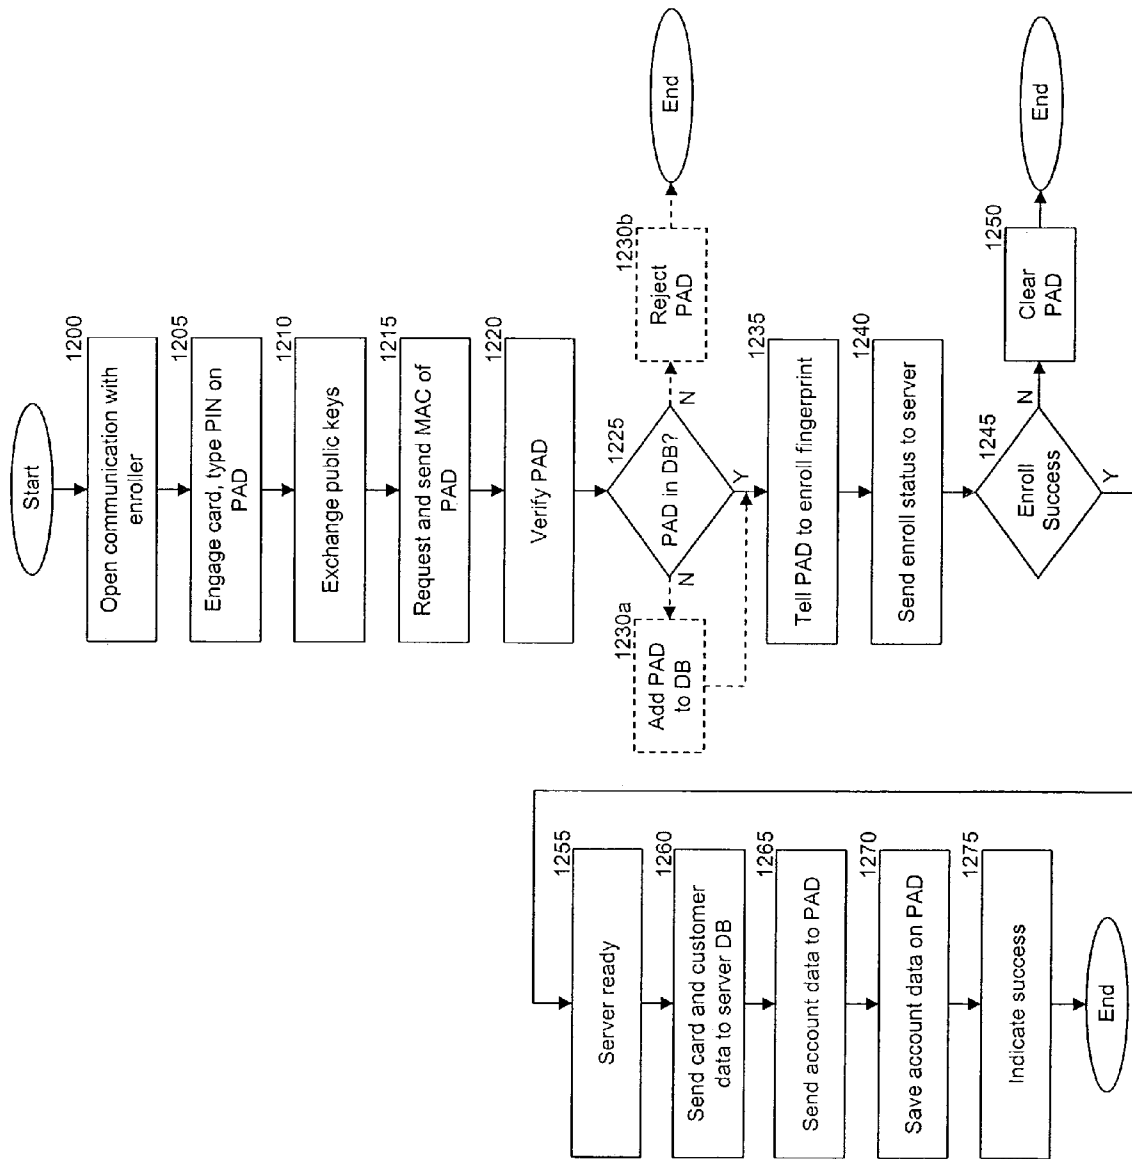 Start
1200
Open communication with
enroller
1205
Engage card, type PIN on
PAD
1210
Exchange public keys
1215
Request and send MAC of
PAD
1220
Verify PAD
1225
PAD in DB?
N
N
Y
1230a
Add PAD
to DB
1230b
Reject
PAD
End
1235
Tell PAD to enroll fingerprint
1240
Send enroll status to server
1245
Enroll
Success
N
Y
1250
Clear
PAD
End
1255
Server ready
1260
Send card and customer
data to server DB
1265
Send account data to PAD
1270
Save account data on PAD
1275
Indicate success
End